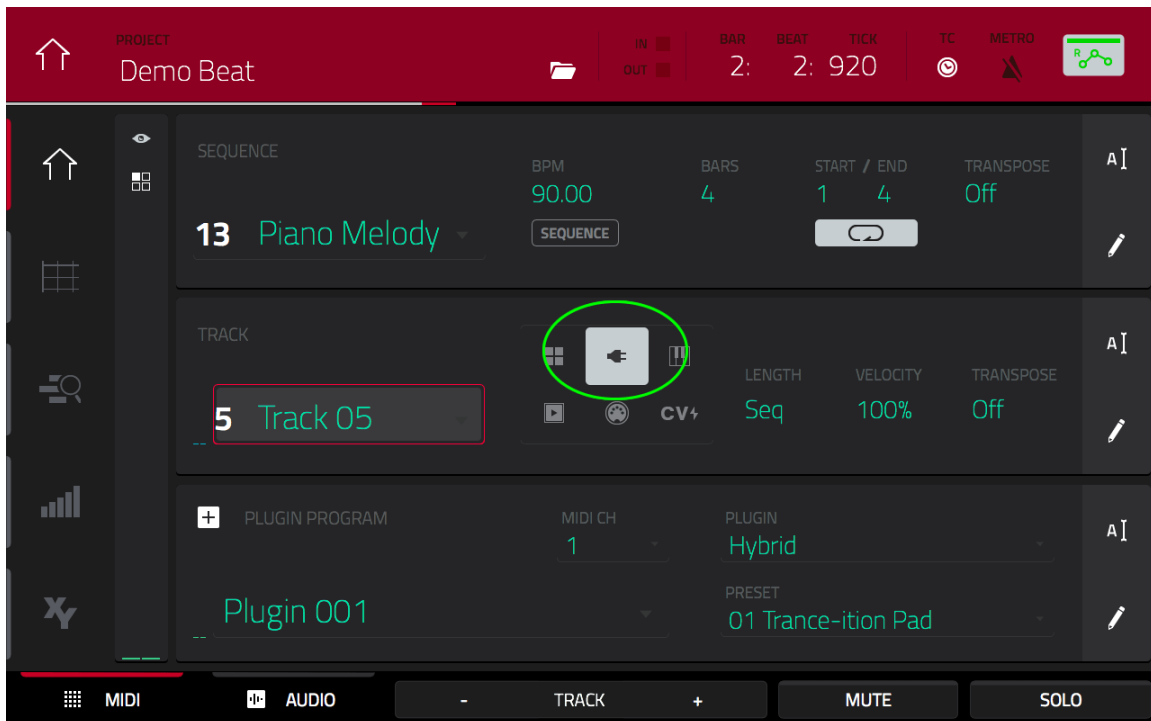 PROJECT
Demo Beat
IN
OUT
BAR BEAT TICK
2: 2: 920
TC METRO
R
SEQUENCE
13 Piano Melody
BPM
90.00
SEQUENCE
BARS
4
START / END
1 4
TRANSPOSE
Off
A
TRACK
5 Track 05
CV
LENGTH
Seq
VELOCITY
100%
TRANSPOSE
Off
A
PLUGIN PROGRAM
Plugin 001
MIDI CH
1
PLUGIN
Hybrid
PRESET
01 Trance-ition Pad
A
XY
MIDI AUDIO - TRACK + MUTE SOLO